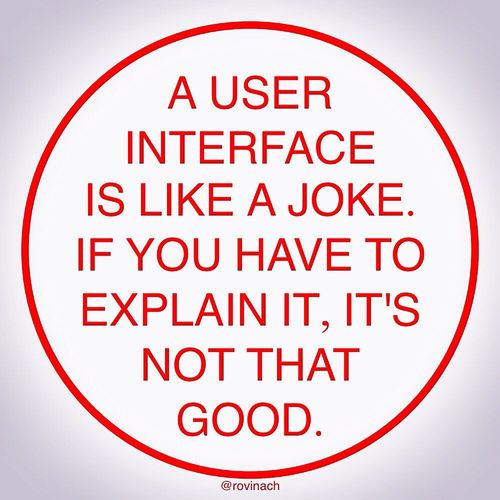 A USER
INTERFACE
IS LIKE A JOKE.
IF YOU HAVE TO
EXPLAIN IT, IT'S
NOT THAT
GOOD.
@rovinach